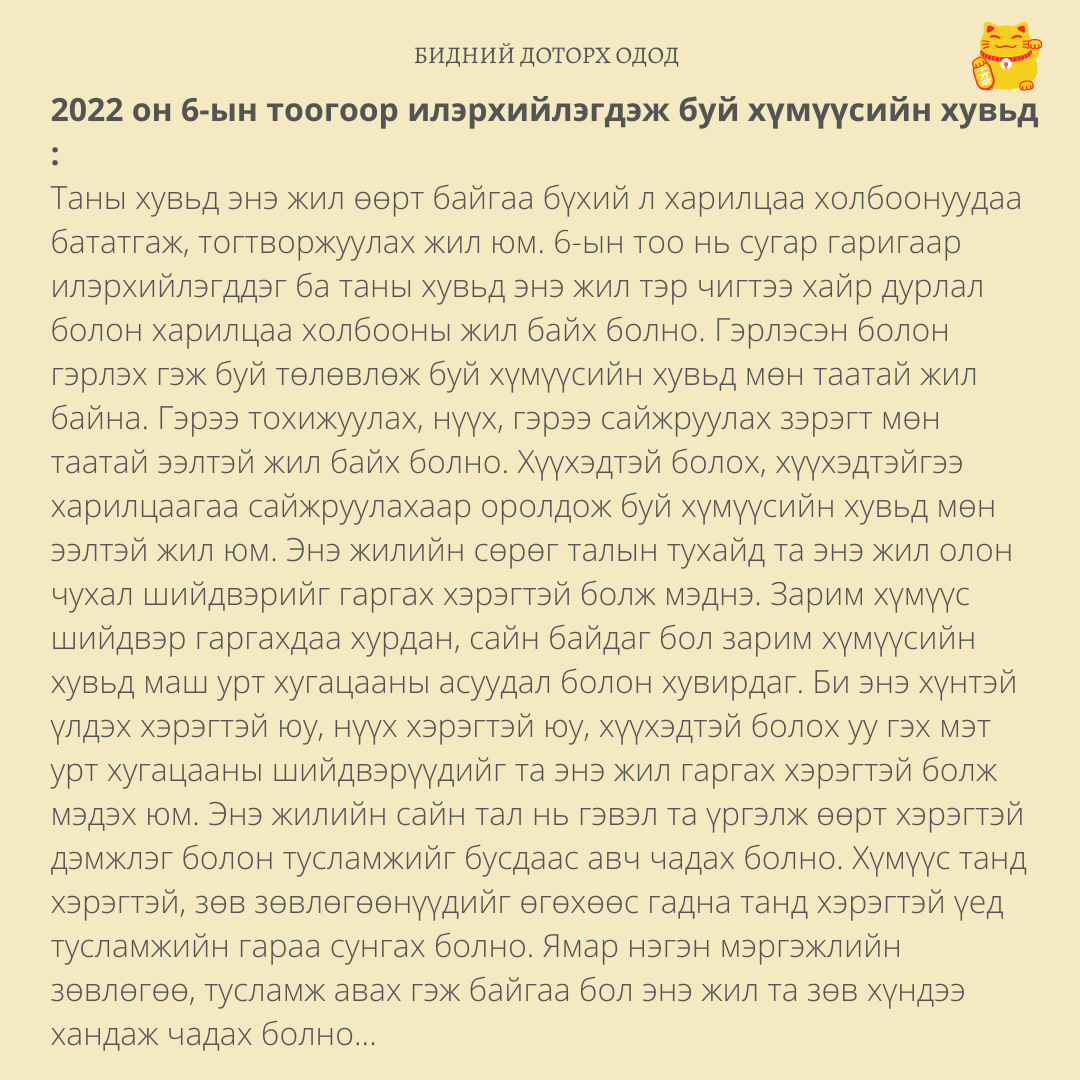 БИДНИЙ ДОТОРХ ОДОД
2022 он 6-ын тоогоор илэрхийлэгдэж буй хүмүүсийн хувьд
:
Таны хувьд энэ жил өөрт байгаа бүхий л харилцаа холбоонуудаа
бататгаж, тогтворжуулах жил юм. 6-ын тоо нь сугар гаригаар
илэрхийлэгддэг ба таны хувьд энэ жил тэр чигтээ хайр дурлал
болон харилцаа холбооны жил байх болно. Гэрлэсэн болон
гэрлэх гэж буй төлөвлөж буй хүмүүсийн хувьд мөн таатай жил
байна. Гэрээ тохижуулах, нүүх, гэрээ сайжруулах зэрэгт мөн
таатай ээлтэй жил байх болно. Хүүхэдтэй болох, хүүхэдтэйгээ
харилцаагаа сайжруулахаар оролдож буй хүмүүсийн хувьд мөн
ээлтэй жил юм. Энэ жилийн сөрөг талын тухайд та энэ жил олон
чухал шийдвэрийг гаргах хэрэгтэй болж мэднэ. Зарим хүмүүс
шийдвэр гаргахдаа хурдан, сайн байдаг бол зарим хүмүүсийн
хувьд маш урт хугацааны асуудал болон хувирдаг. Би энэ хүнтэй
үлдэх хэрэгтэй юу, нүүх хэрэгтэй юу, хүүхэдтэй болох уу гэх мэт
урт хугацааны шийдвэрүүдийг та энэ жил гаргах хэрэгтэй болж
мэдэх юм. Энэ жилийн сайн тал нь гэвэл та үргэлж өөрт хэрэгтэй
дэмжлэг болон тусламжийг бусдаас авч чадах болно. Хүмүүс танд
хэрэгтэй, зөв зөвлөгөөнүүдийг өгөхөөс гадна танд хэрэгтэй үед
тусламжийн гараа сунгах болно. Ямар нэгэн мэргэжлийн
зөвлөгөө, тусламж авах гэж байгаа бол энэ жил та зөв хүндээ
хандаж чадах болно...